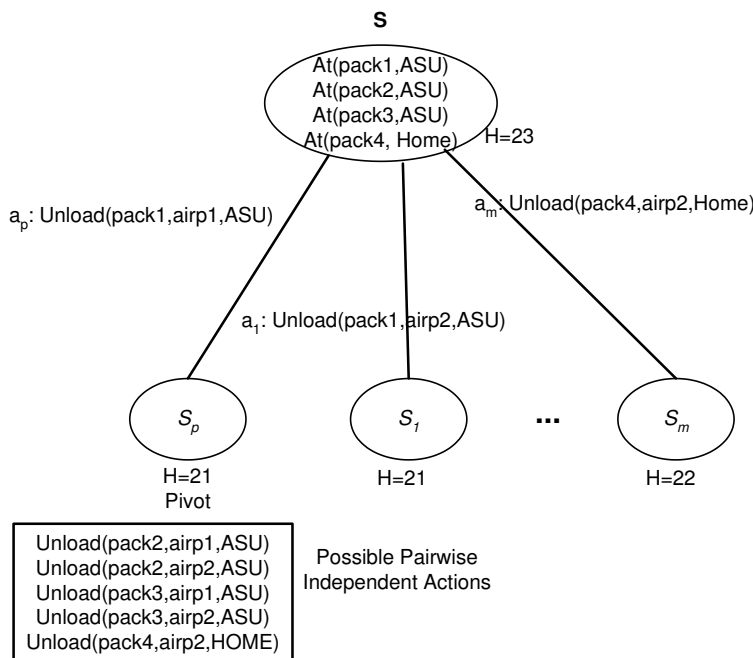 S
At(pack1,ASU)
At(pack2,ASU)
At(pack3,ASU)
At(pack4, Home)
H=23
a_p: Unload(pack1,airp1,ASU)
a_m: Unload(pack4,airp2,Home)
a_1: Unload(pack1,airp2,ASU)
S_p
S_1
...
S_m
H=21
Pivot
H=21
H=22
Unload(pack2,airp1,ASU)
Unload(pack2,airp2,ASU)
Unload(pack3,airp1,ASU)
Unload(pack3,airp2,ASU)
Unload(pack4,airp2,HOME)
Possible Pairwise
Independent Actions